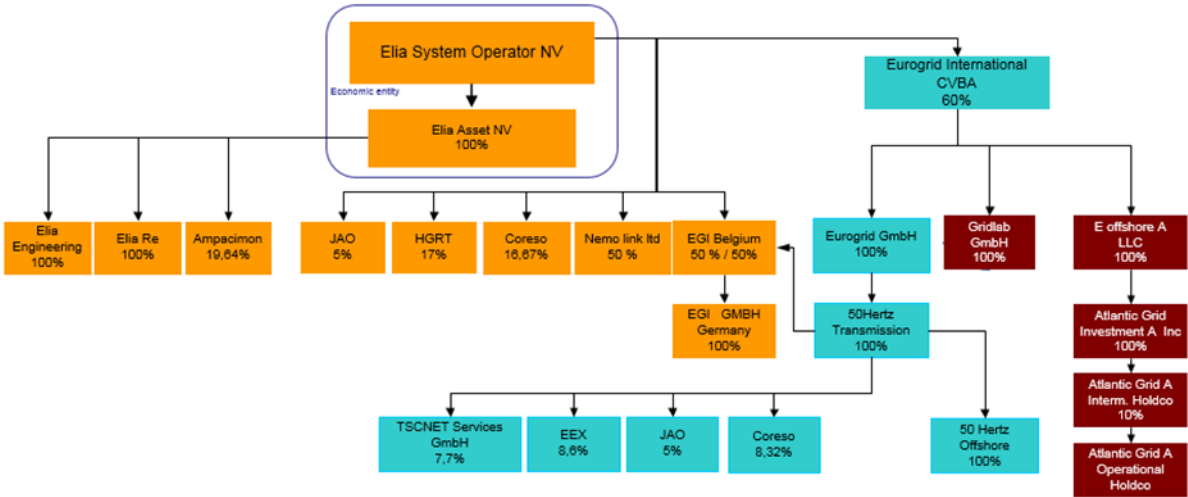 Elia System Operator NV
Economic entity
Elia Asset NV
100%
Eurogrid International
CVBA
60%
Elia
Engineering
100%
Elia Re
100%
Ampacimon
19,64%
JAO
5%
HGRT
17%
Coreso
16,67%
Nemo link ltd
50 %
EGI Belgium
50 % / 50%
EGI GMBH
Germany
100%
Eurogrid GmbH
100%
Gridlab
GmbH
100%
E offshore A
LLC
100%
50Hertz
Transmission
100%
Atlantic Grid
Investment A Inc
100%
Atlantic Grid A
Interm. Holdco
10%
Atlantic Grid A
Operational
Holdco
TSCNET Services
GmbH
7,7%
EEX
8,6%
JAO
5%
Coreso
8,32%
50 Hertz
Offshore
100%